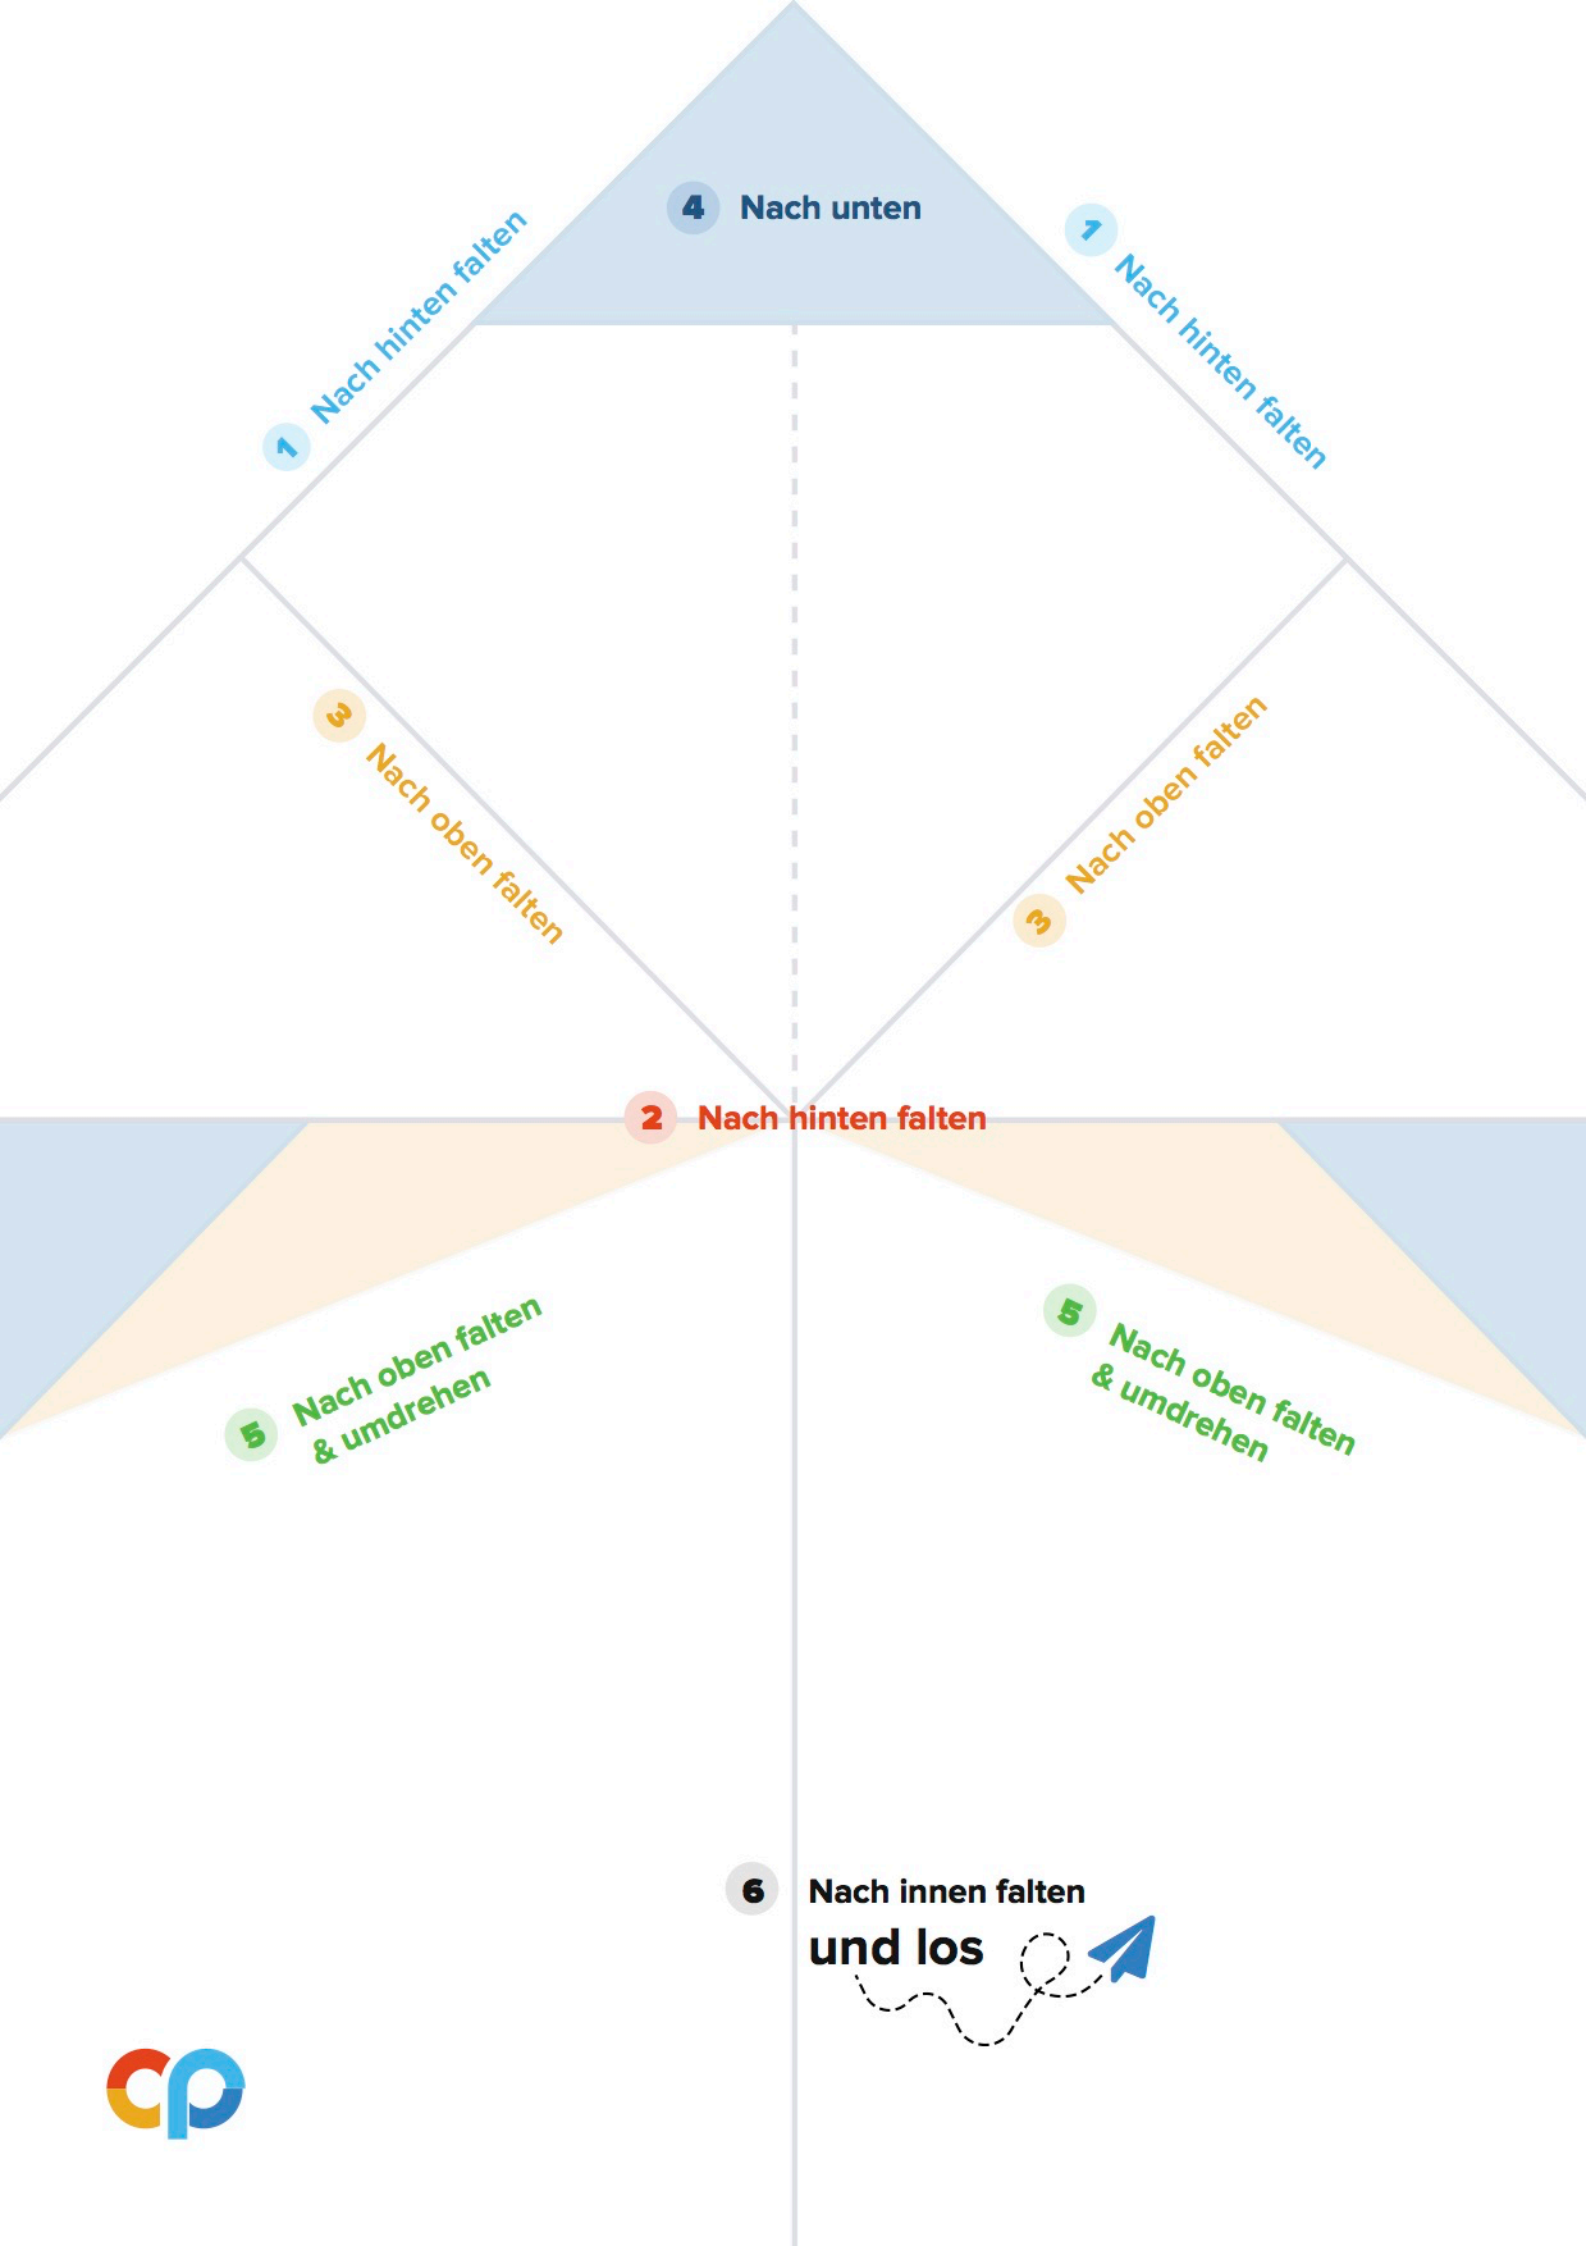 4 Nach unten
1 Nach hinten falten
1 Nach hinten falten
3 Nach oben falten
3 Nach oben falten
2 Nach hinten falten
5 Nach oben falten
& umdrehen
5 Nach oben falten
& umdrehen
6 Nach innen falten
und los
cp